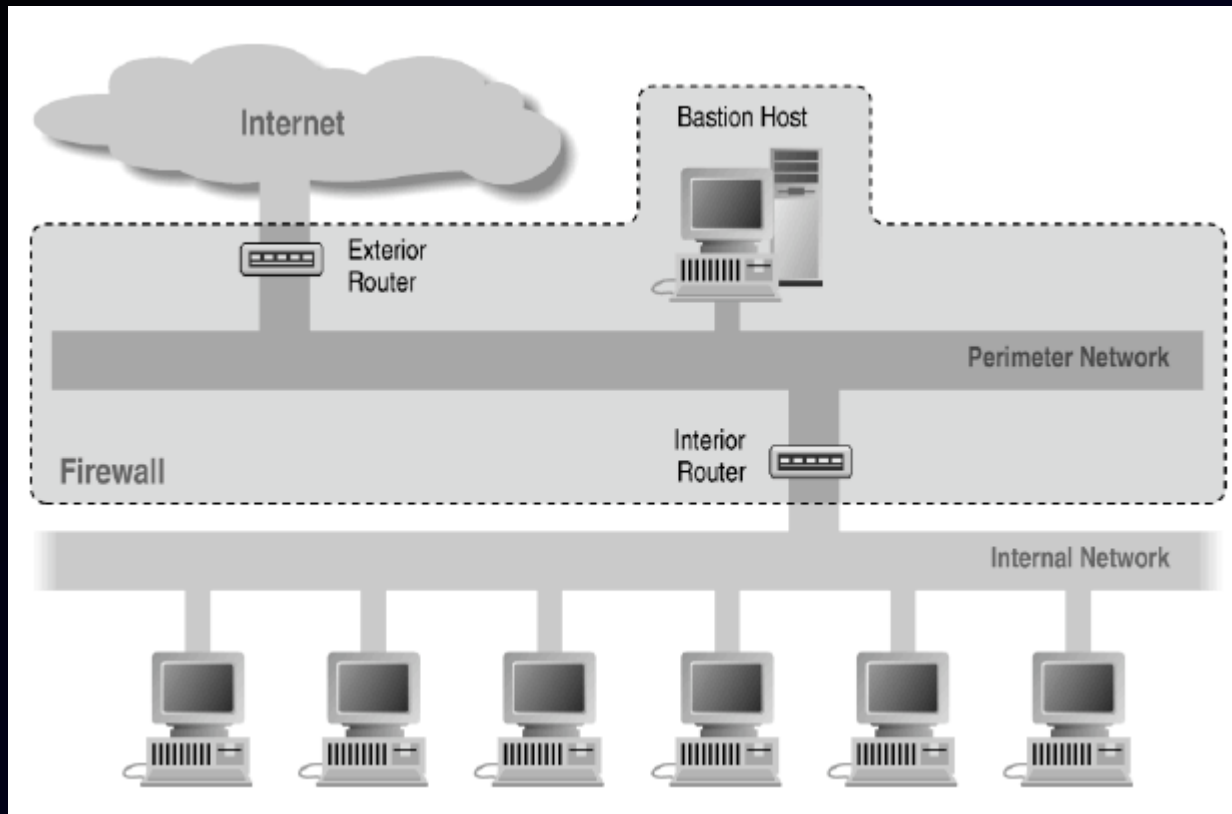 Internet
Bastion Host
Exterior
Router
Perimeter Network
Interior
Router
Firewall
Internal Network